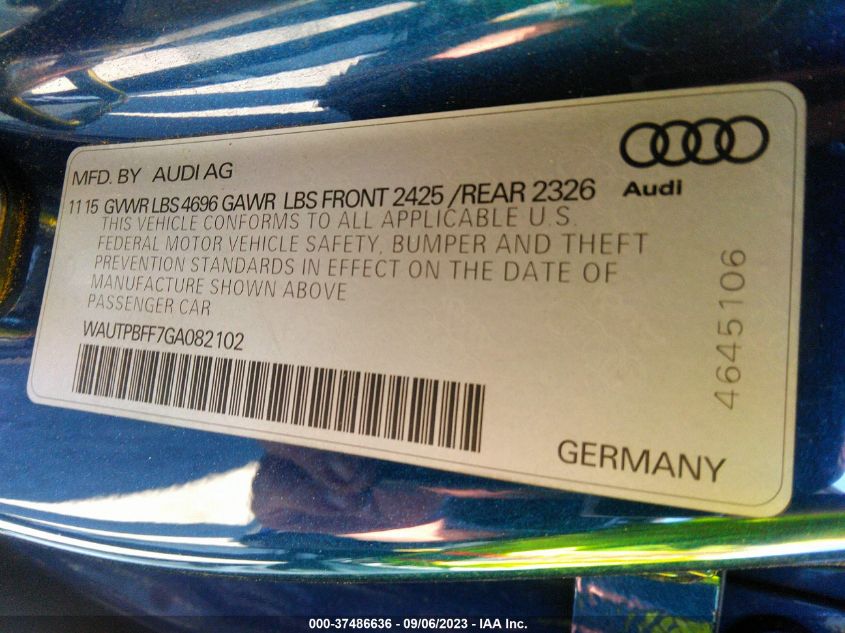 MFD. BY AUDI AG
Audi
11 15 GVWR LBS 4696 GAWR LBS FRONT 2425 /REAR 2326
THIS VEHICLE CONFORMS TO ALL APPLICABLE U.S.
FEDERAL MOTOR VEHICLE SAFETY, BUMPER AND THEFT
PREVENTION STANDARDS IN EFFECT ON THE DATE OF
MANUFACTURE SHOWN ABOVE
PASSENGER CAR
WAUTPBFF7GA082102
4645106
GERMANY
000-37486636 - 09/06/2023 - IAA Inc.